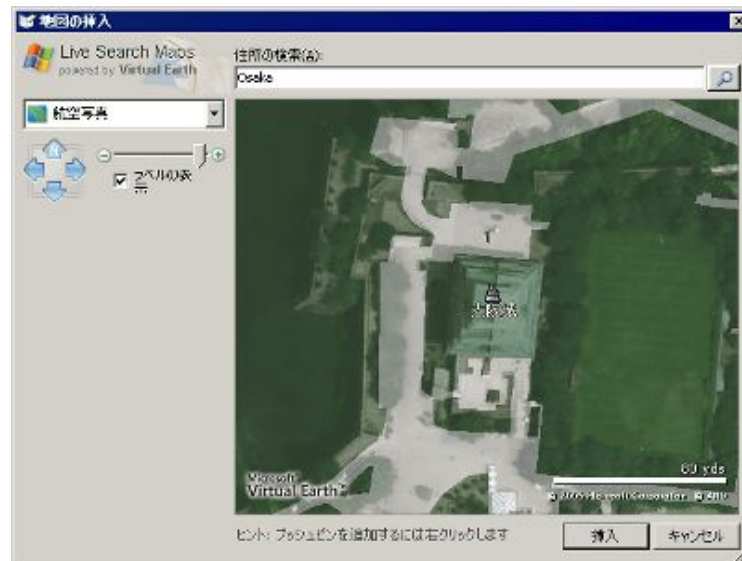 地図の挿入
Live Search Maps
powered by Virtual Earth
住所の検索(A):
Osaka
航空写真
ラベルの表
示
大阪城
60 yds
Microsoft
Virtual Earth™
ヒント: プッシュピンを追加するには右クリックします
挿入
キャンセル